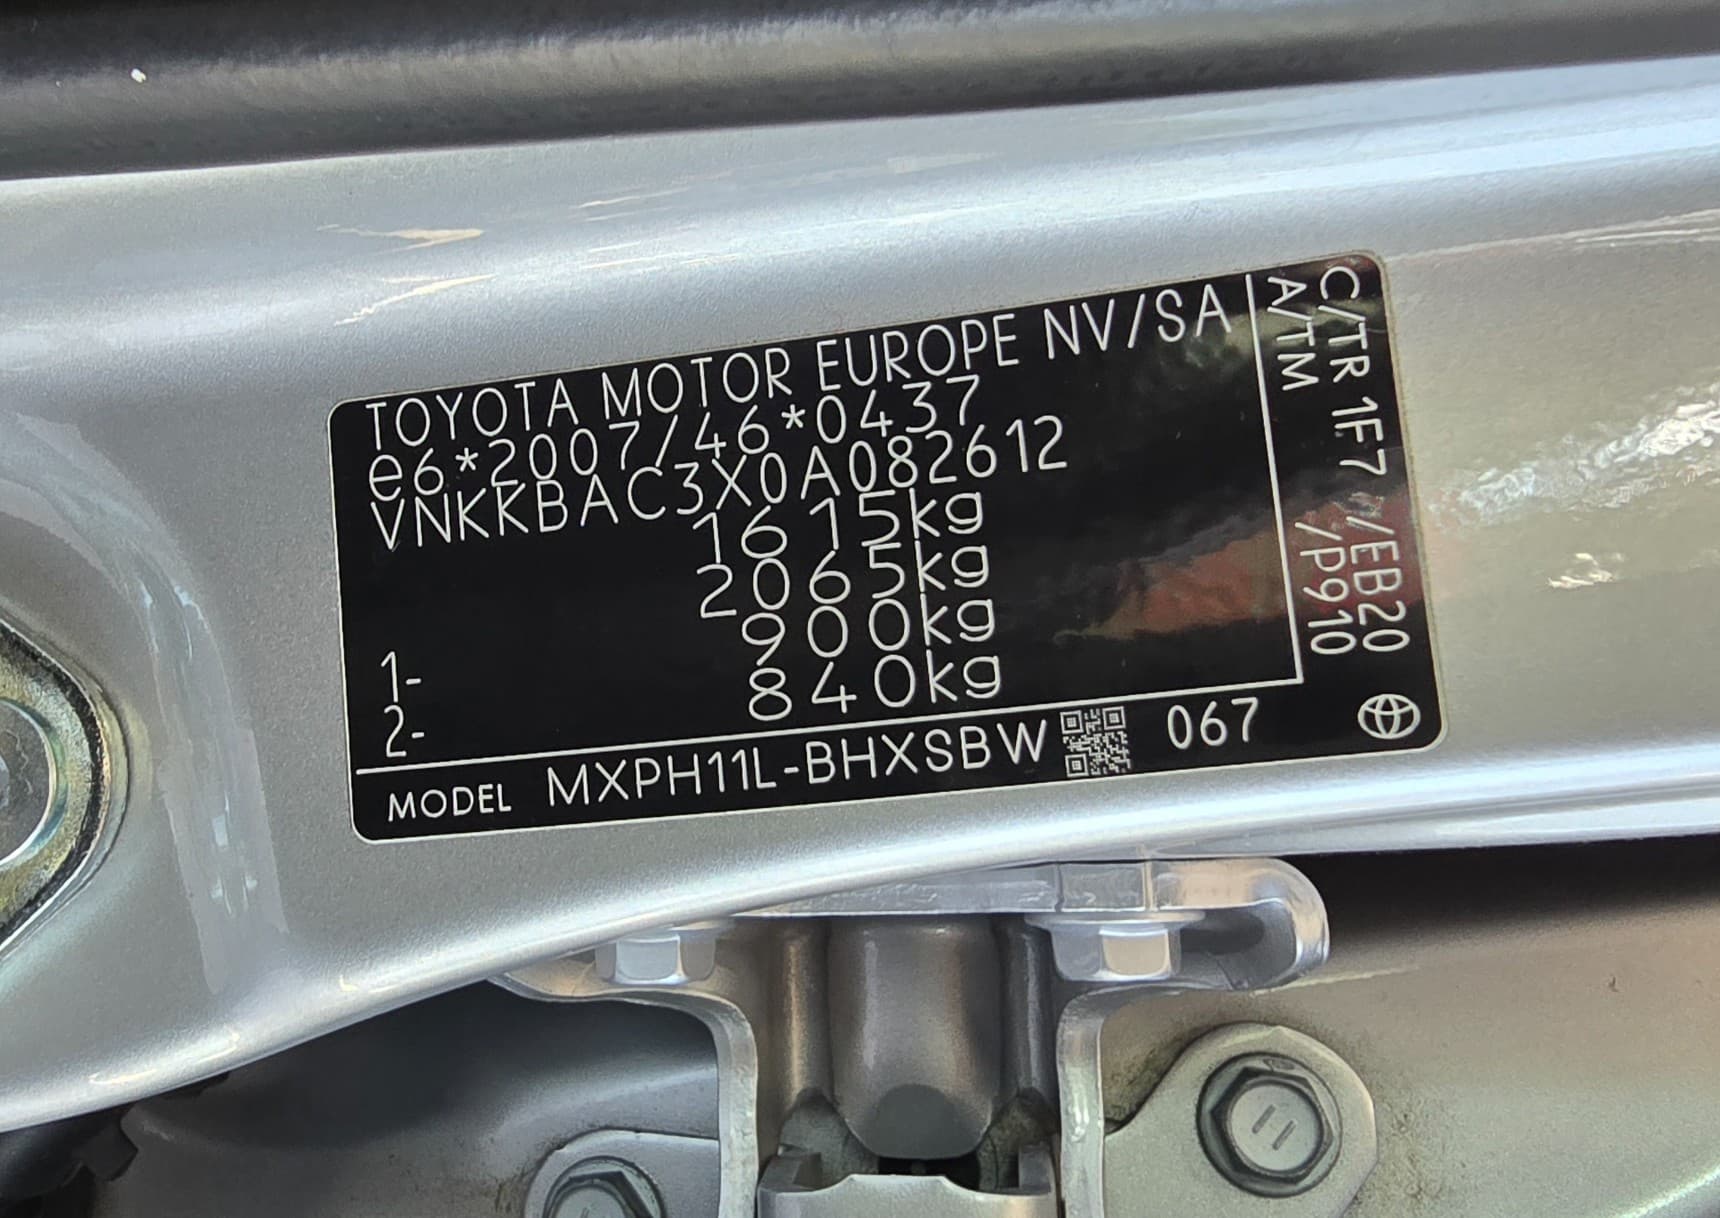 TOYOTA MOTOR EUROPE NV/SA
e6*2007/46*0437
VNKKBAC3X0A082612
1615kg
2065kg
1- 900kg
2- 840kg
MODEL MXPH11L-BHXSBW 067
C/TR 1F7 /EB20
A/TM /P910